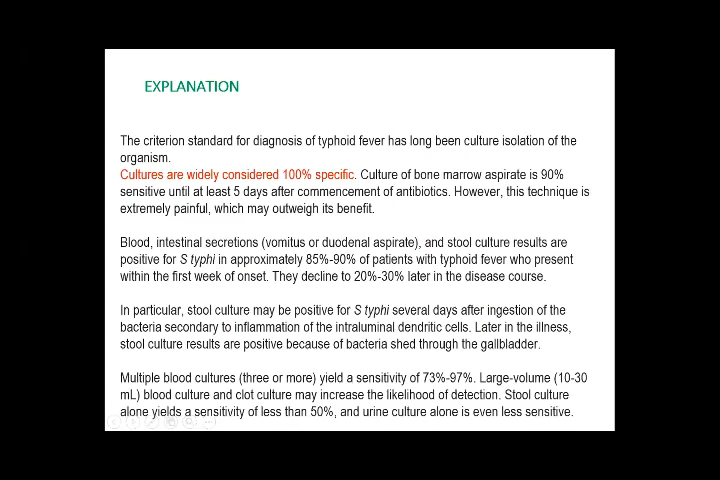 EXPLANATION
The criterion standard for diagnosis of typhoid fever has long been culture isolation of the
organism.
Cultures are widely considered 100% specific. Culture of bone marrow aspirate is 90%
sensitive until at least 5 days after commencement of antibiotics. However, this technique is
extremely painful, which may outweigh its benefit.
Blood, intestinal secretions (vomitus or duodenal aspirate), and stool culture results are
positive for S typhi in approximately 85%-90% of patients with typhoid fever who present
within the first week of onset. They decline to 20%-30% later in the disease course.
In particular, stool culture may be positive for S typhi several days after ingestion of the
bacteria secondary to inflammation of the intraluminal dendritic cells. Later in the illness,
stool culture results are positive because of bacteria shed through the gallbladder.
Multiple blood cultures (three or more) yield a sensitivity of 73%-97%. Large-volume (10-30
mL) blood culture and clot culture may increase the likelihood of detection. Stool culture
alone yields a sensitivity of less than 50%, and urine culture alone is even less sensitive.